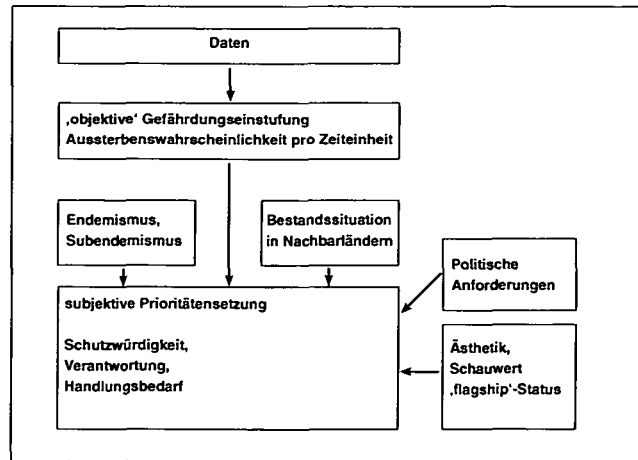 Daten
‚objektive‘ Gefährdungseinstufung
Aussterbenswahrscheinlichkeit pro Zeiteinheit
Endemismus,
Subendemismus
Bestandssituation
in Nachbarländern
Politische
Anforderungen
subjektive Prioritätensetzung
Schutzwürdigkeit,
Verantwortung,
Handlungsbedarf
Ästhetik,
Schauwert
‚flagship‘-Status